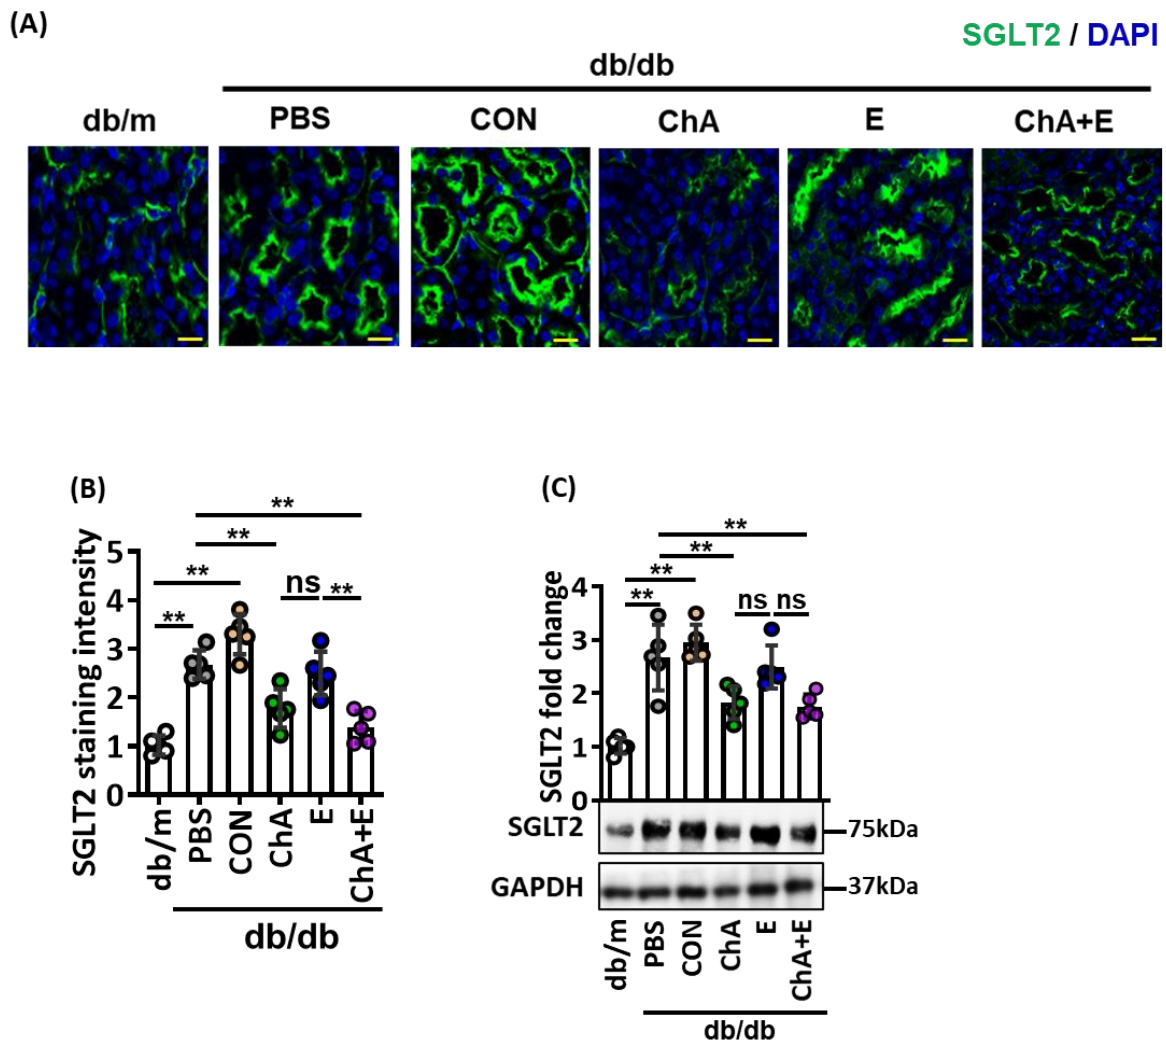 (A)
SGLT2 / DAPI
db/db
db/m PBS CON ChA E ChA+E
(B)
**
**
**
ns **
**
SGLT2 staining intensity
5
4
3
2
1
0
db/m PBS CON ChA E ChA+E
db/db
(C)
**
**
**
**
ns ns
SGLT2 fold change
4
3
2
1
0
SGLT2 75kDa
GAPDH 37kDa
db/m PBS CON ChA E ChA+E
db/db